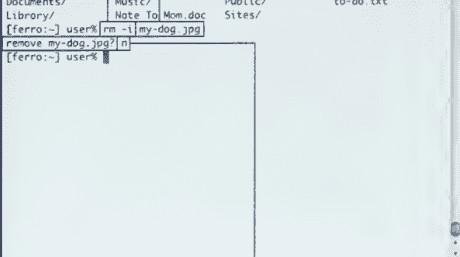 Documents/ Music/ Public/ to-do.txt
Library/ Note To Mom.doc Sites/
[ferro:~] user% rm -i my-dog.jpg
remove my-dog.jpg? n
[ferro:~] user%